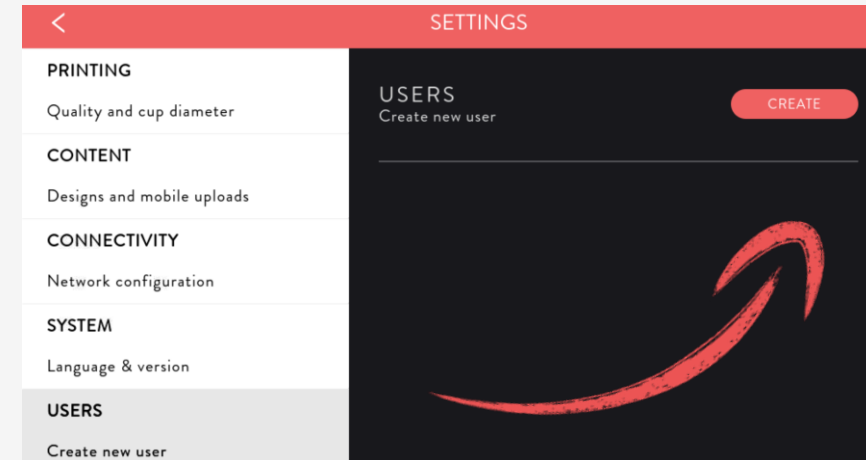 SETTINGS
PRINTING
Quality and cup diameter
CONTENT
Designs and mobile uploads
CONNECTIVITY
Network configuration
SYSTEM
Language & version
USERS
Create new user
USERS
Create new user
CREATE